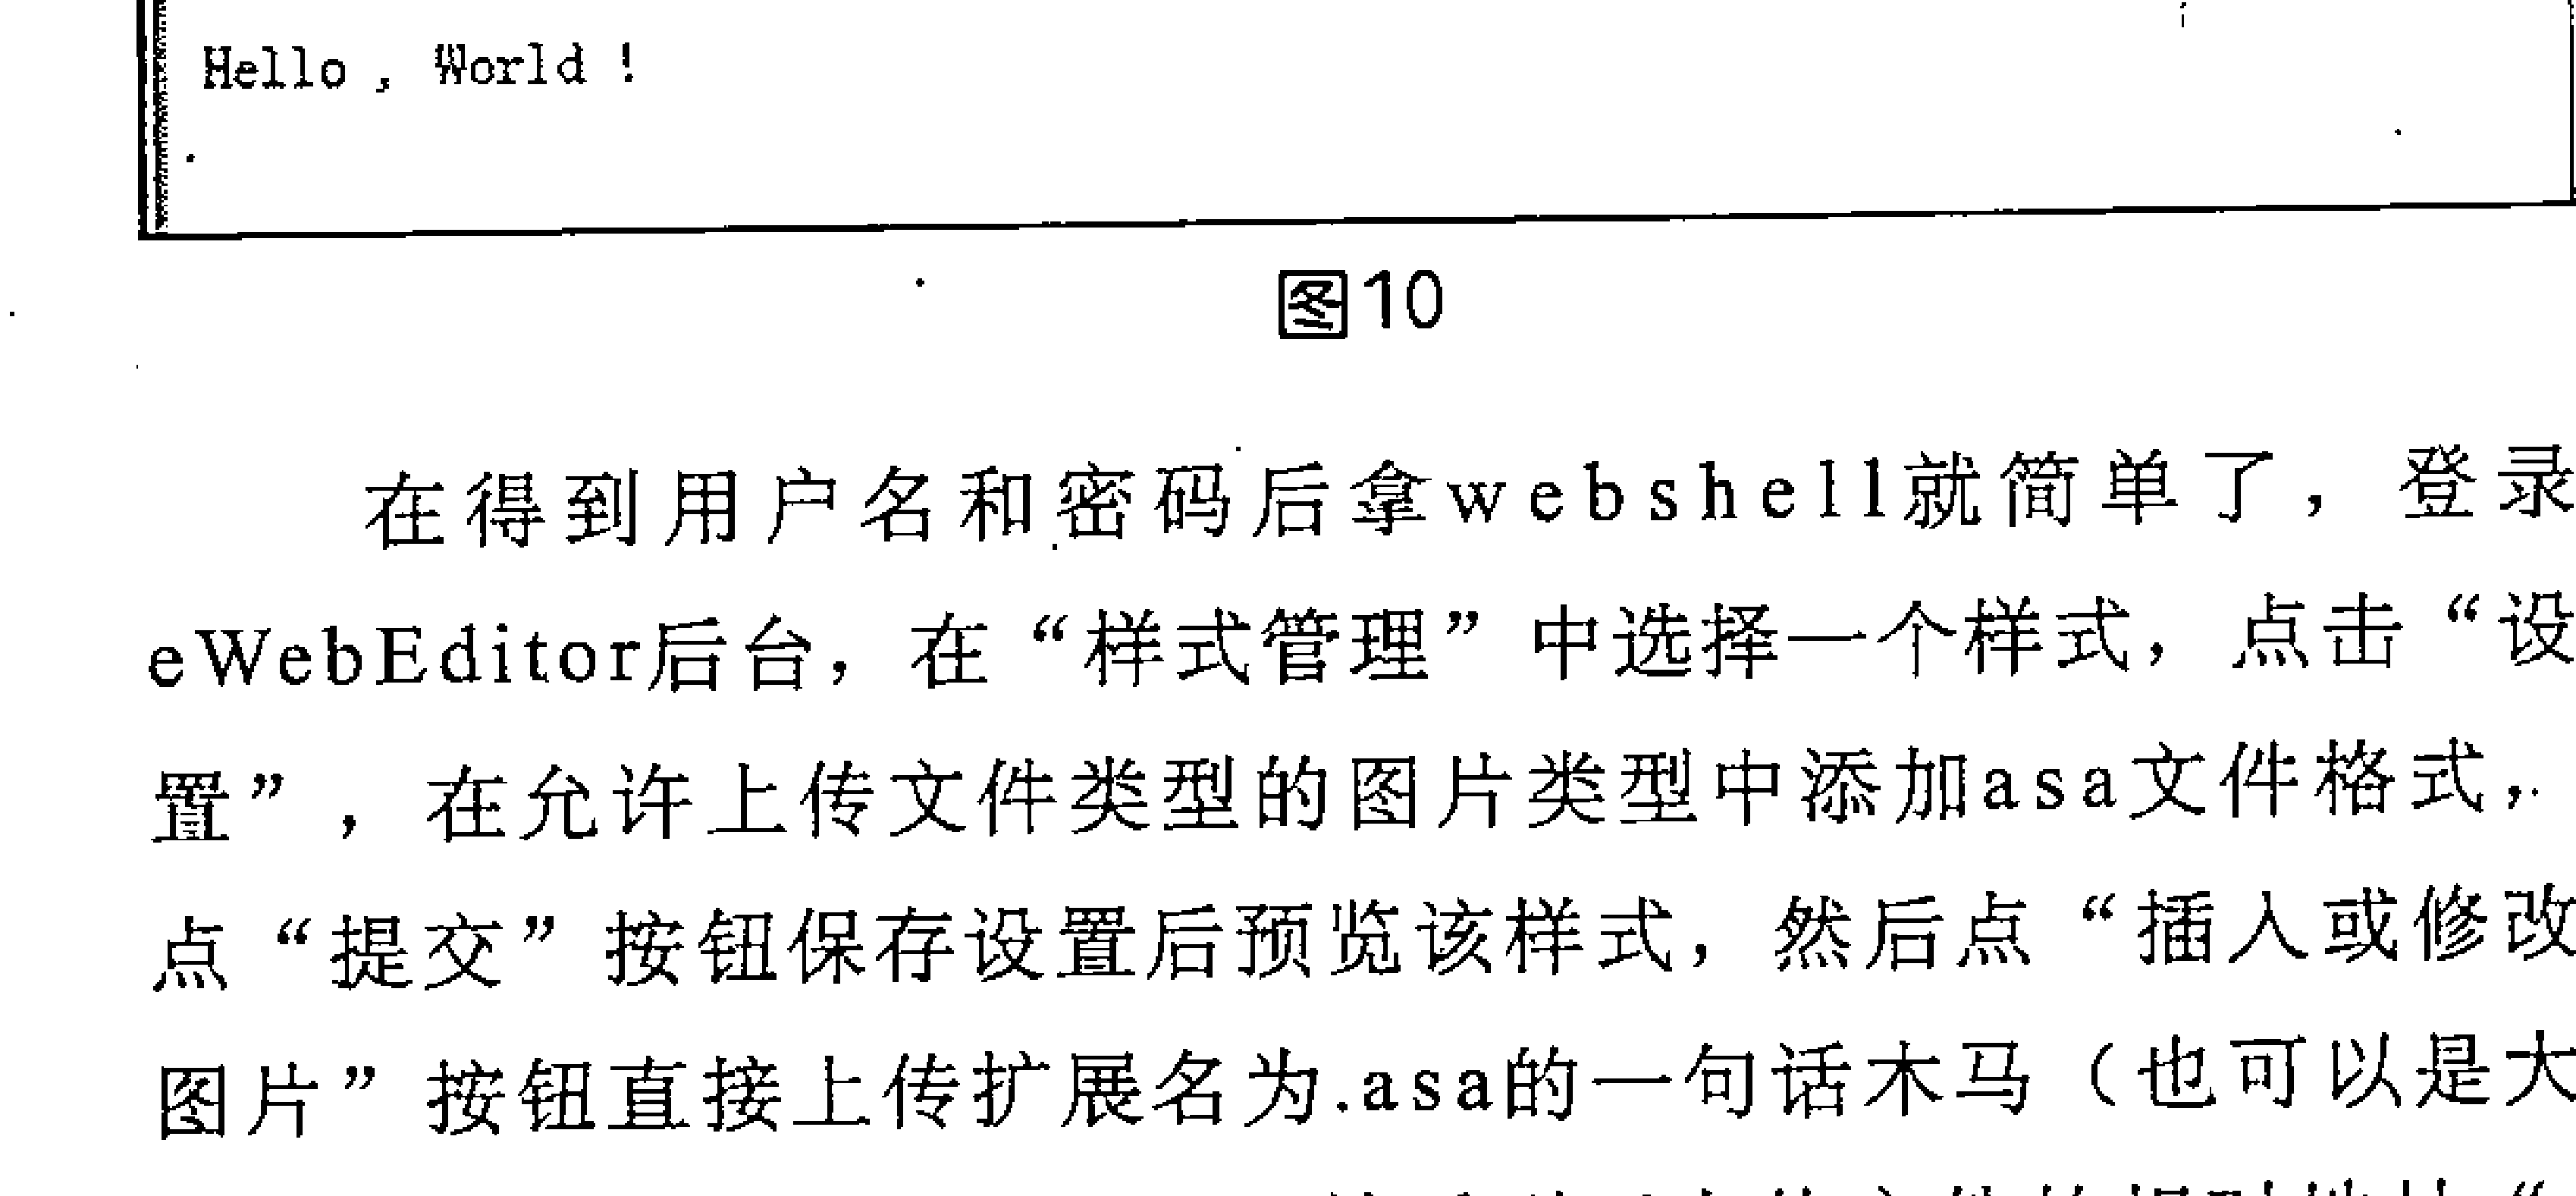 Hello , World !
图10
在得到用户名和密码后拿webshell就简单了，登录
eWebEditor后台，在“样式管理”中选择一个样式，点击“设
置”，在允许上传文件类型的图片类型中添加asa文件格式，
点“提交”按钮保存设置后预览该样式，然后点“插入或修改
图片”按钮直接上传扩展名为.asa的一句话木马（也可以是大